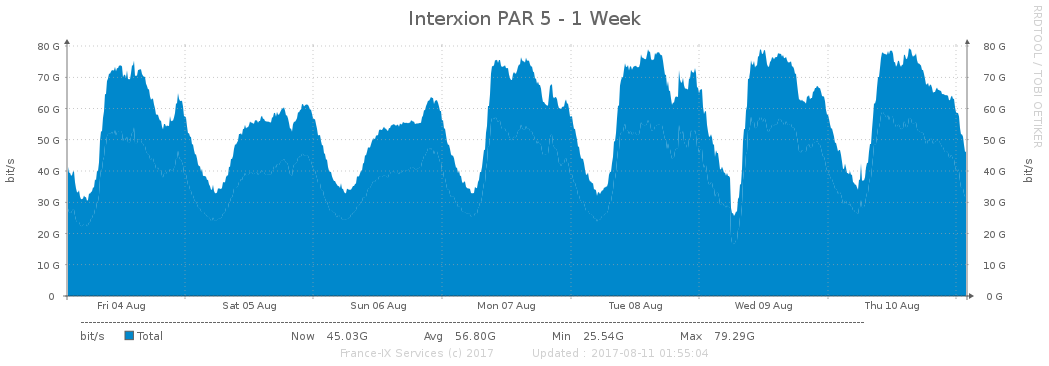 Interxion PAR 5 - 1 Week
RRDTOOL / TOBI OETIKER
bit/s
80 G
70 G
60 G
50 G
40 G
30 G
20 G
10 G
0
80 G
70 G
60 G
50 G
40 G
30 G
20 G
10 G
0 G
bit/s
Fri 04 Aug Sat 05 Aug Sun 06 Aug Mon 07 Aug Tue 08 Aug Wed 09 Aug Thu 10 Aug
bit/s Total Now 45.03G Avg 56.80G Min 25.54G Max 79.29G
France-IX Services (c) 2017 Updated : 2017-08-11 01:55:04